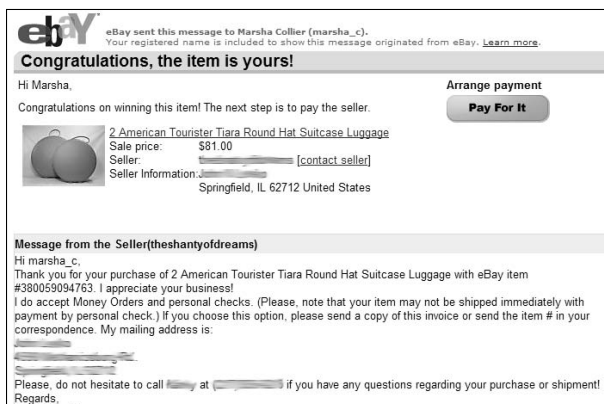 ebay eBay sent this message to Marsha Collier (marsha_c).
Your registered name is included to show this message originated from eBay. Learn more.
Congratulations, the item is yours!
Hi Marsha,
Congratulations on winning this item! The next step is to pay the seller.
Arrange payment
Pay For It
2 American Tourister Tiara Round Hat Suitcase Luggage
Sale price: $81.00
Seller: [contact seller]
Seller Information:
Springfield, IL 62712 United States
Message from the Seller(theshantyofdreams)
Hi marsha_c,
Thank you for your purchase of 2 American Tourister Tiara Round Hat Suitcase Luggage with eBay item
#380059094763. I appreciate your business!
I do accept Money Orders and personal checks. (Please, note that your item may not be shipped immediately with
payment by personal check.) If you choose this option, please send a copy of this invoice or send the item # in your
correspondence. My mailing address is:
Please, do not hesitate to call at if you have any questions regarding your purchase or shipment!
Regards,